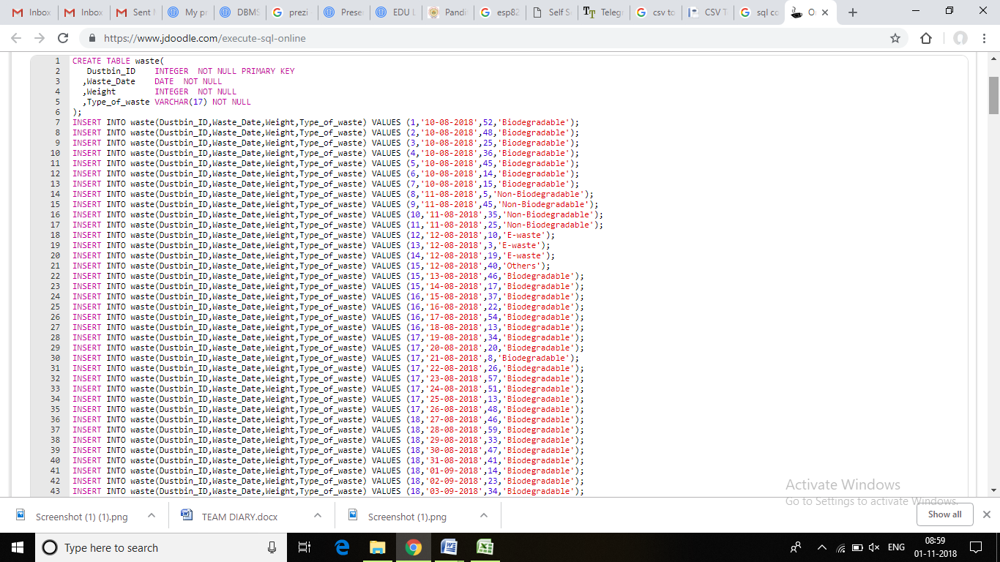 Inbox Inbox Sent My pr DBMS prezi Prese EDU L Pandi esp82 Self S Telegr csv to CSV T sql co O
https://www.jdoodle.com/execute-sql-online
1 CREATE TABLE waste(
2 Dustbin_ID INTEGER NOT NULL PRIMARY KEY
3 ,Waste_Date DATE NOT NULL
4 ,Weight INTEGER NOT NULL
5 ,Type_of_waste VARCHAR(17) NOT NULL
6 );
7 INSERT INTO waste(Dustbin_ID,Waste_Date,Weight,Type_of_waste) VALUES (1,'10-08-2018',52,'Biodegradable');
8 INSERT INTO waste(Dustbin_ID,Waste_Date,Weight,Type_of_waste) VALUES (2,'10-08-2018',48,'Biodegradable');
9 INSERT INTO waste(Dustbin_ID,Waste_Date,Weight,Type_of_waste) VALUES (3,'10-08-2018',25,'Biodegradable');
10 INSERT INTO waste(Dustbin_ID,Waste_Date,Weight,Type_of_waste) VALUES (4,'10-08-2018',36,'Biodegradable');
11 INSERT INTO waste(Dustbin_ID,Waste_Date,Weight,Type_of_waste) VALUES (5,'10-08-2018',45,'Biodegradable');
12 INSERT INTO waste(Dustbin_ID,Waste_Date,Weight,Type_of_waste) VALUES (6,'10-08-2018',14,'Biodegradable');
13 INSERT INTO waste(Dustbin_ID,Waste_Date,Weight,Type_of_waste) VALUES (7,'10-08-2018',15,'Biodegradable');
14 INSERT INTO waste(Dustbin_ID,Waste_Date,Weight,Type_of_waste) VALUES (8,'11-08-2018',5,'Non-Biodegradable');
15 INSERT INTO waste(Dustbin_ID,Waste_Date,Weight,Type_of_waste) VALUES (9,'11-08-2018',45,'Non-Biodegradable');
16 INSERT INTO waste(Dustbin_ID,Waste_Date,Weight,Type_of_waste) VALUES (10,'11-08-2018',35,'Non-Biodegradable');
17 INSERT INTO waste(Dustbin_ID,Waste_Date,Weight,Type_of_waste) VALUES (11,'11-08-2018',25,'Non-Biodegradable');
18 INSERT INTO waste(Dustbin_ID,Waste_Date,Weight,Type_of_waste) VALUES (12,'12-08-2018',10,'E-waste');
19 INSERT INTO waste(Dustbin_ID,Waste_Date,Weight,Type_of_waste) VALUES (13,'12-08-2018',3,'E-waste');
20 INSERT INTO waste(Dustbin_ID,Waste_Date,Weight,Type_of_waste) VALUES (14,'12-08-2018',19,'E-waste');
21 INSERT INTO waste(Dustbin_ID,Waste_Date,Weight,Type_of_waste) VALUES (15,'12-08-2018',40,'Others');
22 INSERT INTO waste(Dustbin_ID,Waste_Date,Weight,Type_of_waste) VALUES (15,'13-08-2018',46,'Biodegradable');
23 INSERT INTO waste(Dustbin_ID,Waste_Date,Weight,Type_of_waste) VALUES (15,'14-08-2018',17,'Biodegradable');
24 INSERT INTO waste(Dustbin_ID,Waste_Date,Weight,Type_of_waste) VALUES (16,'15-08-2018',37,'Biodegradable');
25 INSERT INTO waste(Dustbin_ID,Waste_Date,Weight,Type_of_waste) VALUES (16,'16-08-2018',22,'Biodegradable');
26 INSERT INTO waste(Dustbin_ID,Waste_Date,Weight,Type_of_waste) VALUES (16,'17-08-2018',54,'Biodegradable');
27 INSERT INTO waste(Dustbin_ID,Waste_Date,Weight,Type_of_waste) VALUES (16,'18-08-2018',13,'Biodegradable');
28 INSERT INTO waste(Dustbin_ID,Waste_Date,Weight,Type_of_waste) VALUES (17,'19-08-2018',34,'Biodegradable');
29 INSERT INTO waste(Dustbin_ID,Waste_Date,Weight,Type_of_waste) VALUES (17,'20-08-2018',20,'Biodegradable');
30 INSERT INTO waste(Dustbin_ID,Waste_Date,Weight,Type_of_waste) VALUES (17,'21-08-2018',8,'Biodegradable');
31 INSERT INTO waste(Dustbin_ID,Waste_Date,Weight,Type_of_waste) VALUES (17,'22-08-2018',26,'Biodegradable');
32 INSERT INTO waste(Dustbin_ID,Waste_Date,Weight,Type_of_waste) VALUES (17,'23-08-2018',57,'Biodegradable');
33 INSERT INTO waste(Dustbin_ID,Waste_Date,Weight,Type_of_waste) VALUES (17,'24-08-2018',51,'Biodegradable');
34 INSERT INTO waste(Dustbin_ID,Waste_Date,Weight,Type_of_waste) VALUES (17,'25-08-2018',13,'Biodegradable');
35 INSERT INTO waste(Dustbin_ID,Waste_Date,Weight,Type_of_waste) VALUES (17,'26-08-2018',48,'Biodegradable');
36 INSERT INTO waste(Dustbin_ID,Waste_Date,Weight,Type_of_waste) VALUES (18,'27-08-2018',46,'Biodegradable');
37 INSERT INTO waste(Dustbin_ID,Waste_Date,Weight,Type_of_waste) VALUES (18,'28-08-2018',59,'Biodegradable');
38 INSERT INTO waste(Dustbin_ID,Waste_Date,Weight,Type_of_waste) VALUES (18,'29-08-2018',33,'Biodegradable');
39 INSERT INTO waste(Dustbin_ID,Waste_Date,Weight,Type_of_waste) VALUES (18,'30-08-2018',47,'Biodegradable');
40 INSERT INTO waste(Dustbin_ID,Waste_Date,Weight,Type_of_waste) VALUES (18,'31-08-2018',41,'Biodegradable');
41 INSERT INTO waste(Dustbin_ID,Waste_Date,Weight,Type_of_waste) VALUES (18,'01-09-2018',14,'Biodegradable');
42 INSERT INTO waste(Dustbin_ID,Waste_Date,Weight,Type_of_waste) VALUES (18,'02-09-2018',23,'Biodegradable');
43 INSERT INTO waste(Dustbin_ID,Waste_Date,Weight,Type_of_waste) VALUES (18,'03-09-2018',34,'Biodegradable');
Activate Windows
Go to Settings to activate Windows.
Screenshot (1) (1).png TEAM DIARY.docx Screenshot (1).png Show all
Type here to search ENG 08:59
01-11-2018